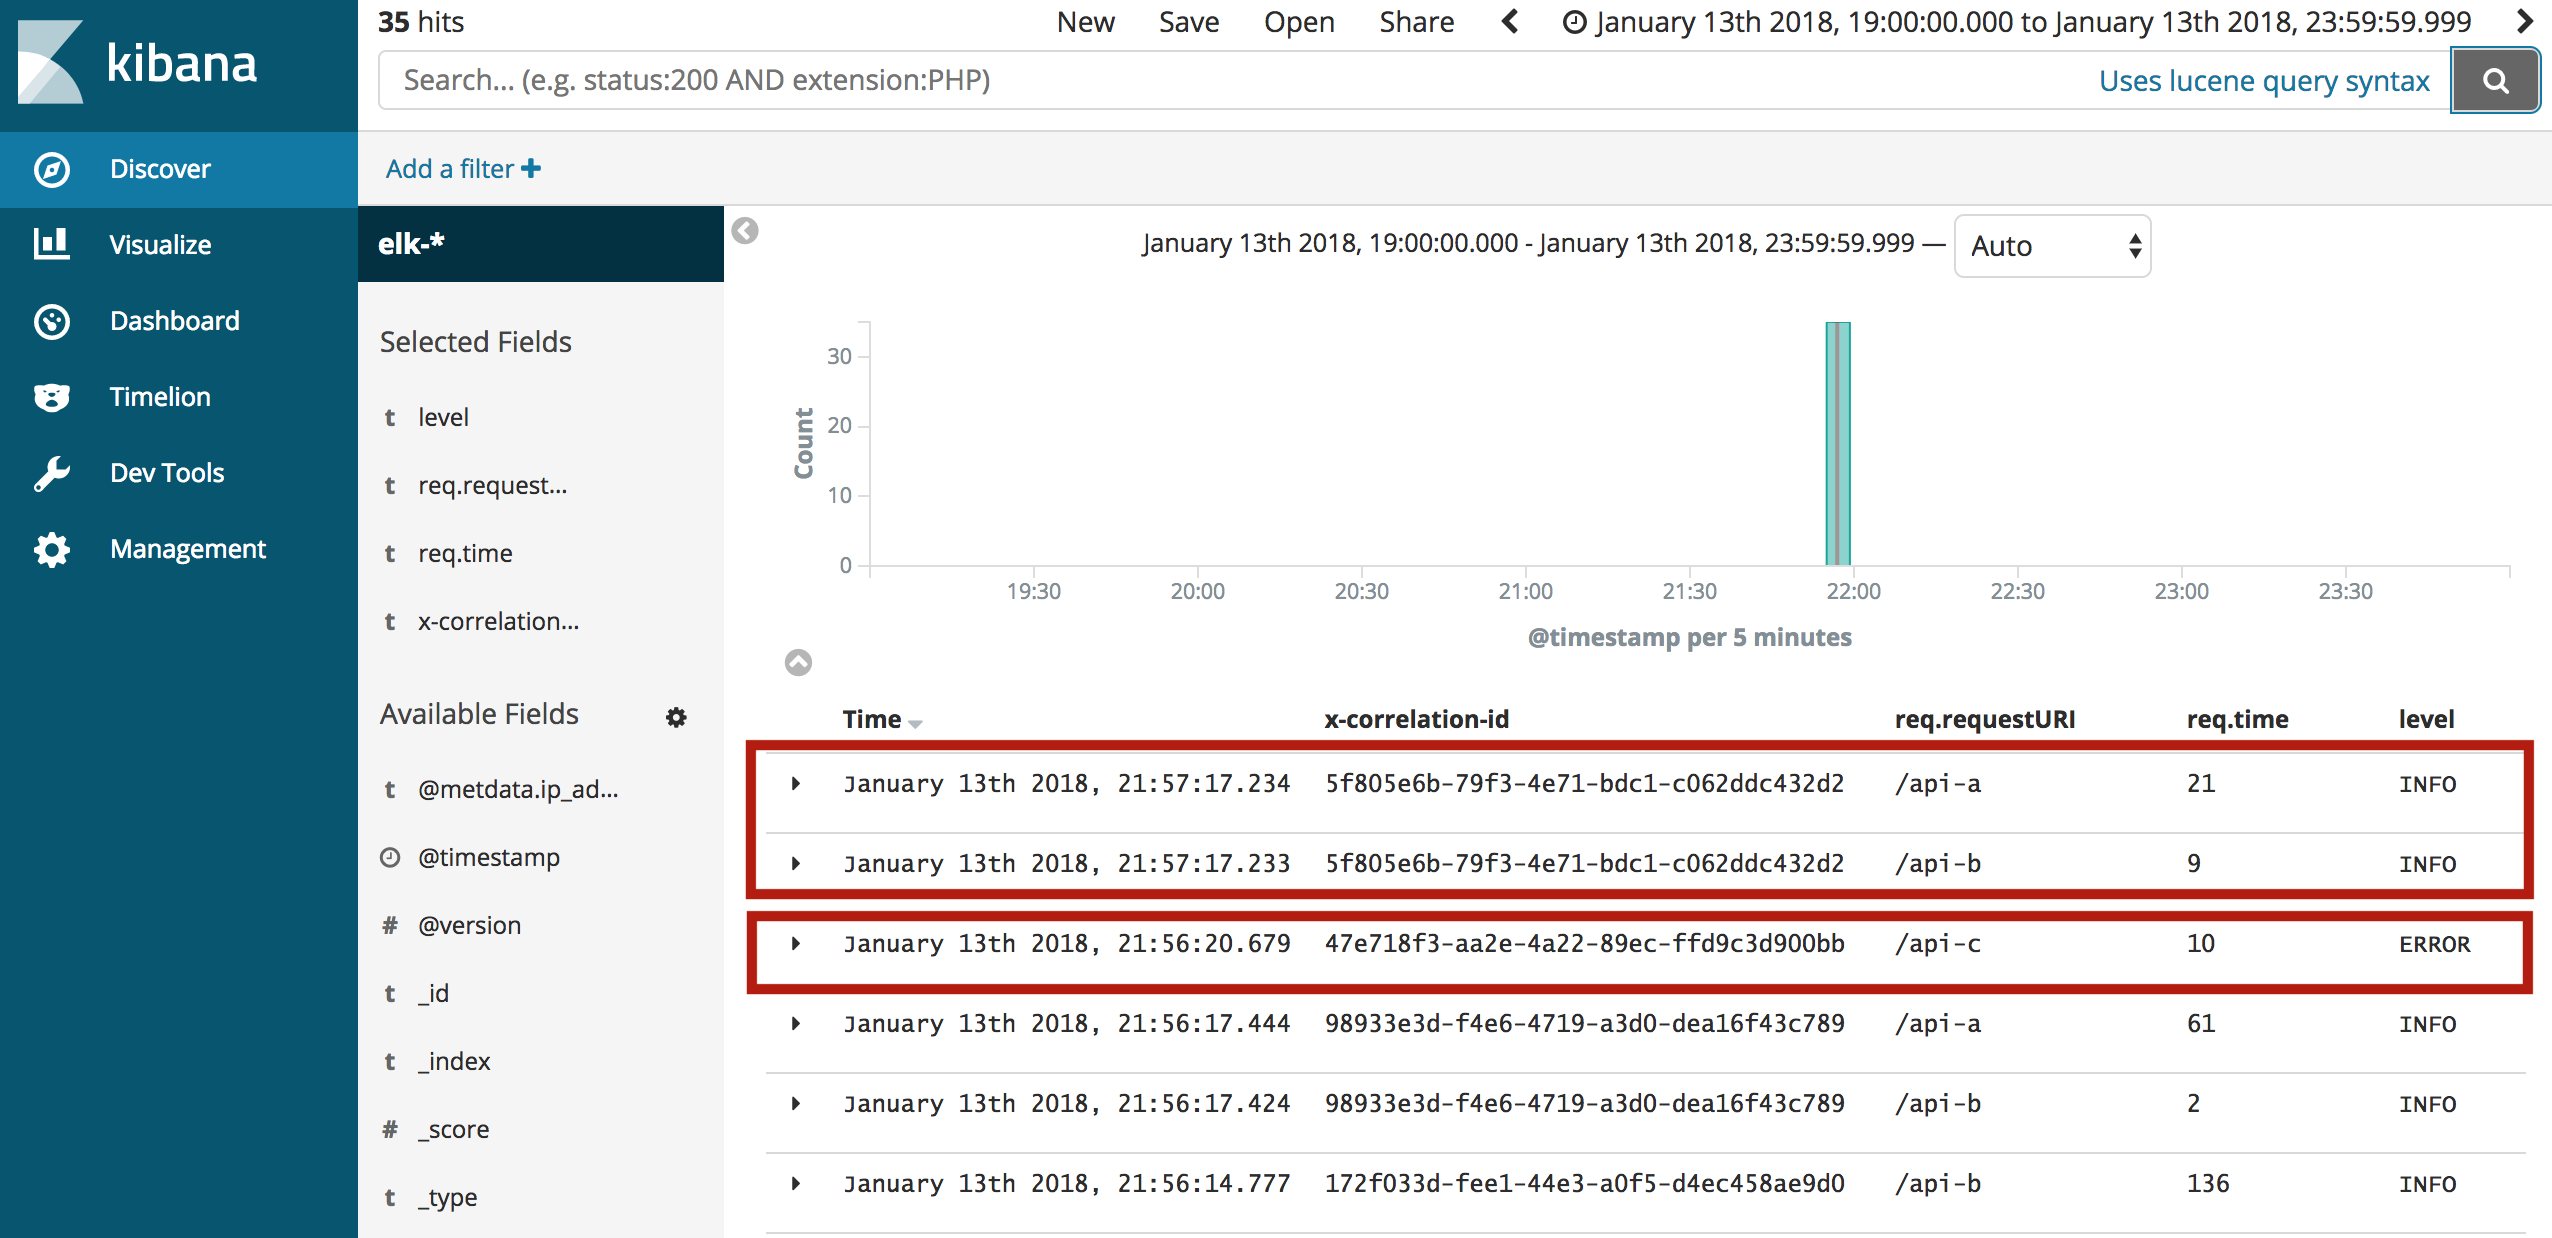 kibana
Discover
Visualize
Dashboard
Timelion
Dev Tools
Management
35 hits
New Save Open Share January 13th 2018, 19:00:00.000 to January 13th 2018, 23:59:59.999
Search... (e.g. status:200 AND extension:PHP) Uses lucene query syntax
Add a filter +
elk-*
Selected Fields
t level
t req.request...
t req.time
t x-correlation...
Available Fields
t @metdata.ip_ad...
@timestamp
# @version
t _id
t _index
# _score
t _type
January 13th 2018, 19:00:00.000 - January 13th 2018, 23:59:59.999 — Auto
Count
30
20
10
0
19:30 20:00 20:30 21:00 21:30 22:00 22:30 23:00 23:30
@timestamp per 5 minutes
Time x-correlation-id req.requestURI req.time level
January 13th 2018, 21:57:17.234 5f805e6b-79f3-4e71-bdc1-c062ddc432d2 /api-a 21 INFO
January 13th 2018, 21:57:17.233 5f805e6b-79f3-4e71-bdc1-c062ddc432d2 /api-b 9 INFO
January 13th 2018, 21:56:20.679 47e718f3-aa2e-4a22-89ec-ffd9c3d900bb /api-c 10 ERROR
January 13th 2018, 21:56:17.444 98933e3d-f4e6-4719-a3d0-dea16f43c789 /api-a 61 INFO
January 13th 2018, 21:56:17.424 98933e3d-f4e6-4719-a3d0-dea16f43c789 /api-b 2 INFO
January 13th 2018, 21:56:14.777 172f033d-fee1-44e3-a0f5-d4ec458ae9d0 /api-b 136 INFO